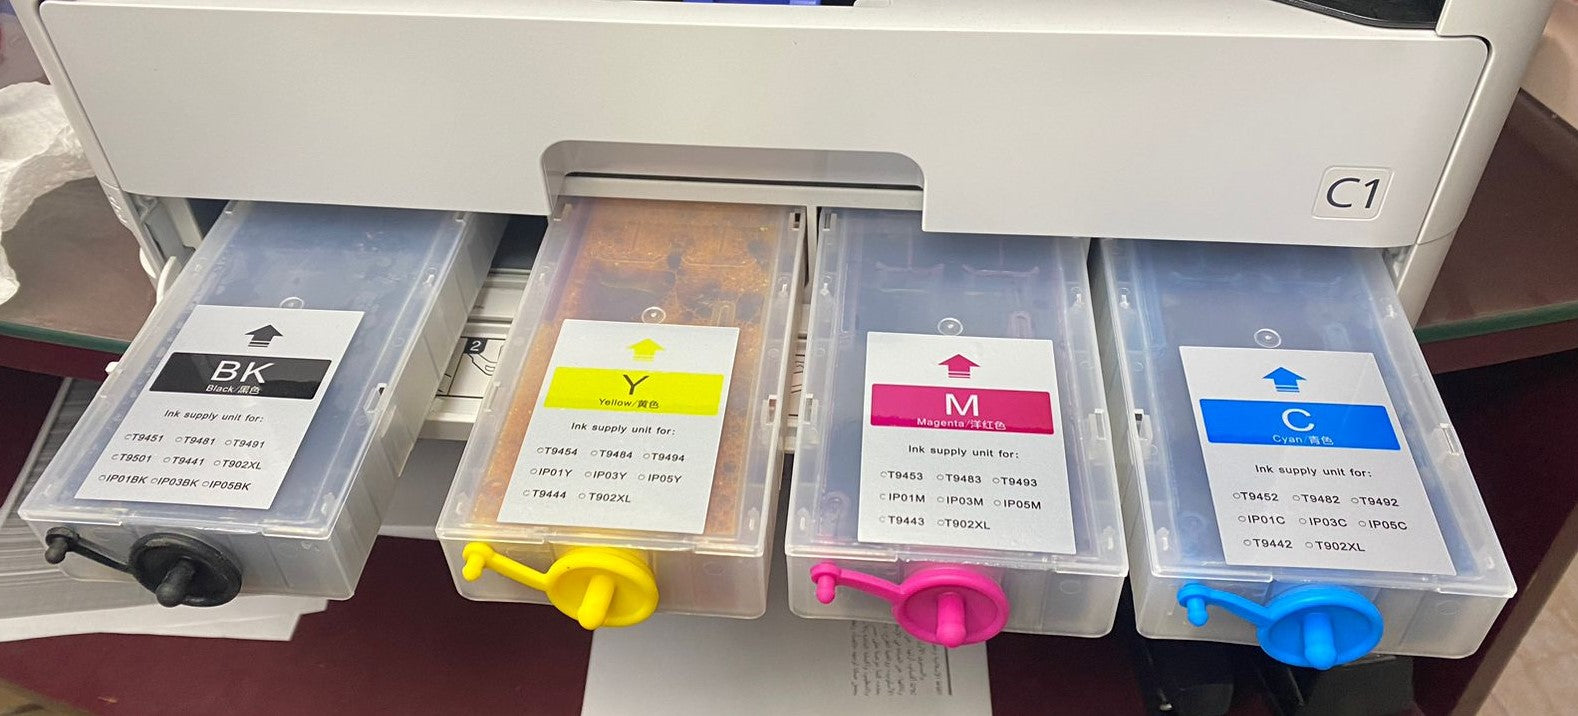 C1
2
BK
Black/黑色
Ink supply unit for:
○T9451 ○T9481 ○T9491
○T9501 ○T9441 ○T902XL
○IP01BK ○IP03BK ○IP05BK
Y
Yellow/黄色
Ink supply unit for:
○T9454 ○T9484 ○T9494
○IP01Y ○IP03Y ○IP05Y
○T9444 ○T902XL
M
Magenta/洋红色
Ink supply unit for:
○T9453 ○T9483 ○T9493
○IP01M ○IP03M ○IP05M
○T9443 ○T902XL
C
Cyan/青色
Ink supply unit for:
○T9452 ○T9482 ○T9492
○IP01C ○IP03C ○IP05C
○T9442 ○T902XL